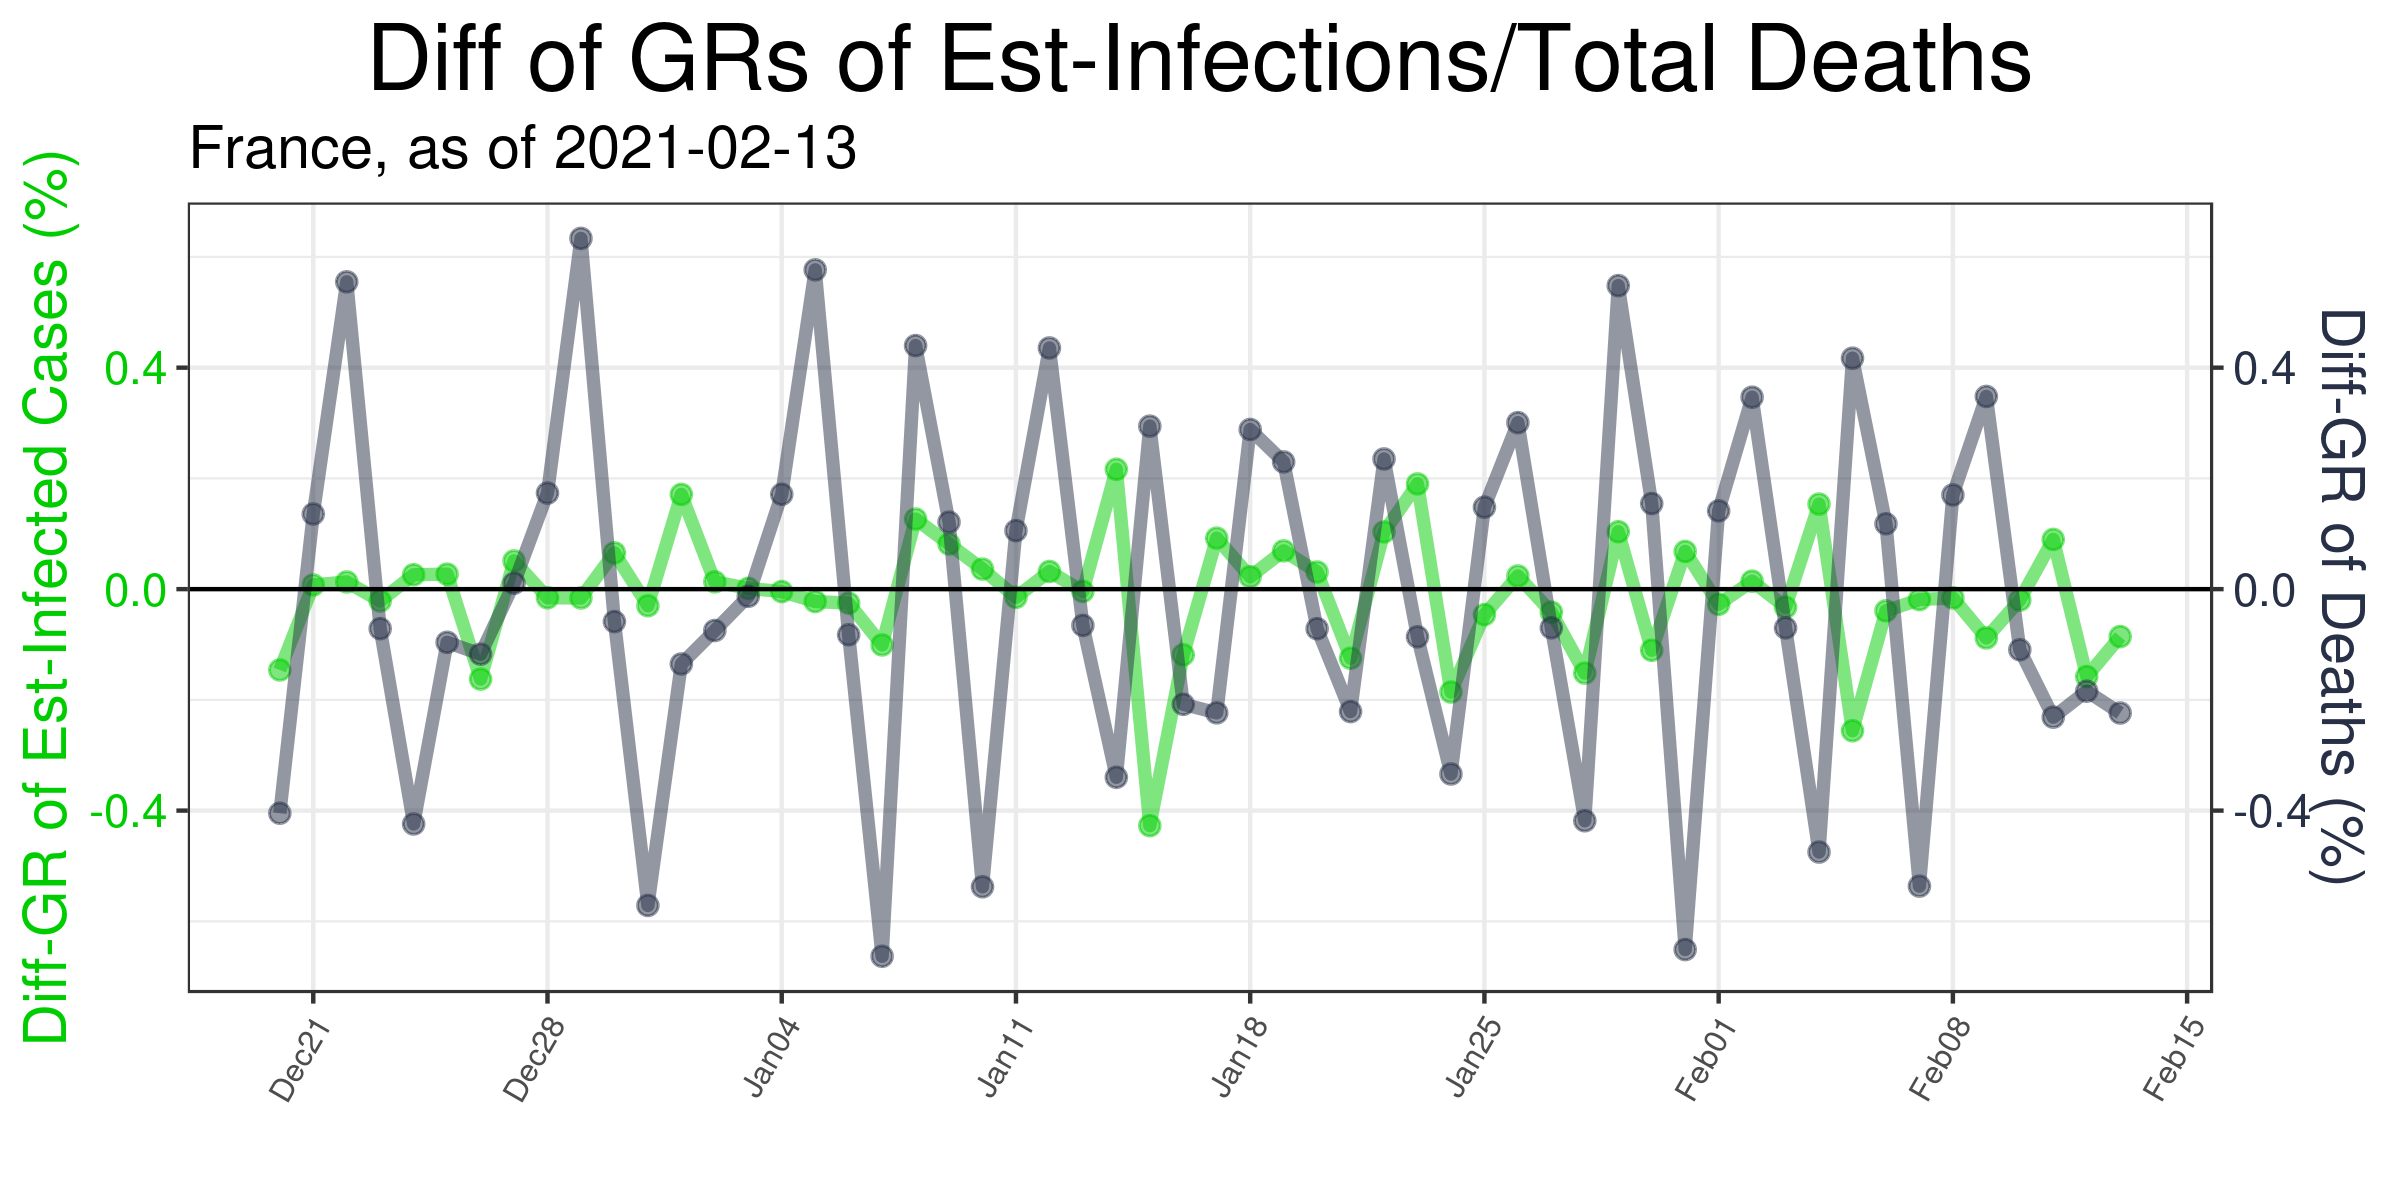 Diff of GRs of Est-Infections/Total Deaths
France, as of 2021-02-13
Diff-GR of Est-Infected Cases (%)
0.4
0.0
-0.4
0.4
0.0
-0.4
Diff-GR of Deaths (%)
Dec21
Dec28
Jan04
Jan11
Jan18
Jan25
Feb01
Feb08
Feb15